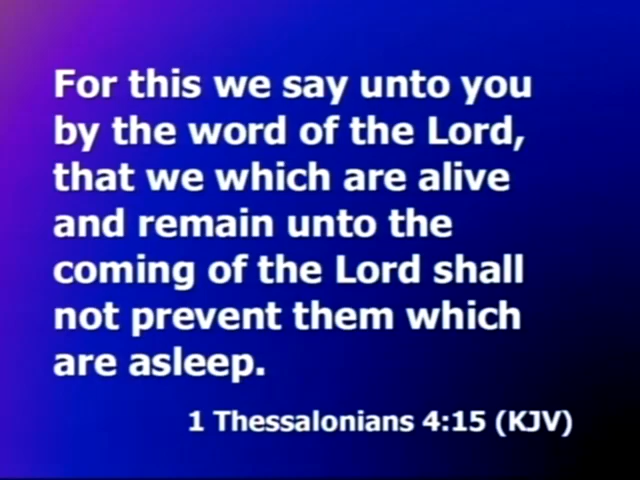 For this we say unto you
by the word of the Lord,
that we which are alive
and remain unto the
coming of the Lord shall
not prevent them which
are asleep.
1 Thessalonians 4:15 (KJV)